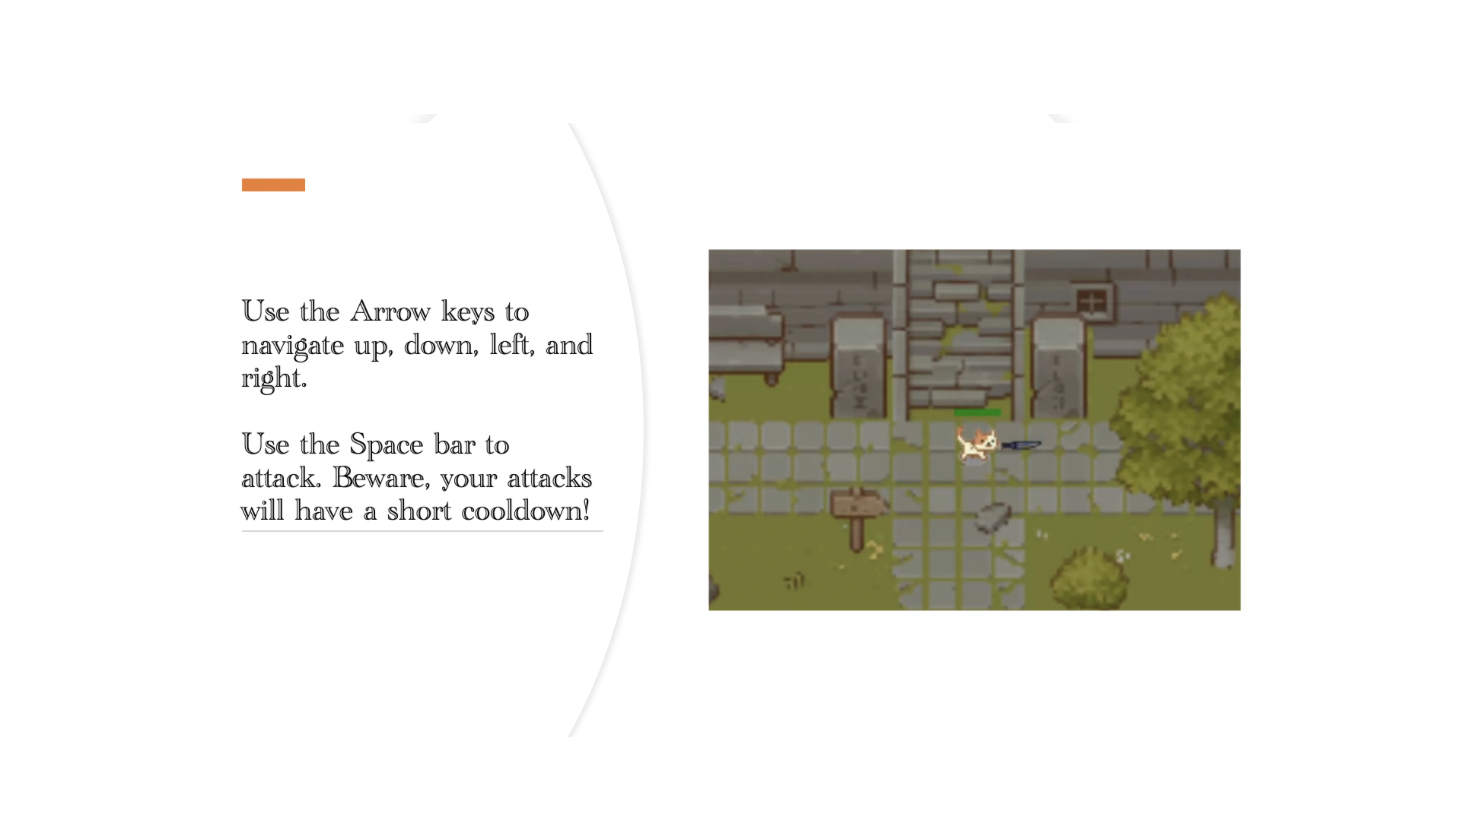 Use the Arrow keys to
navigate up, down, left, and
right.
Use the Space bar to
attack. Beware, your attacks
will have a short cooldown!